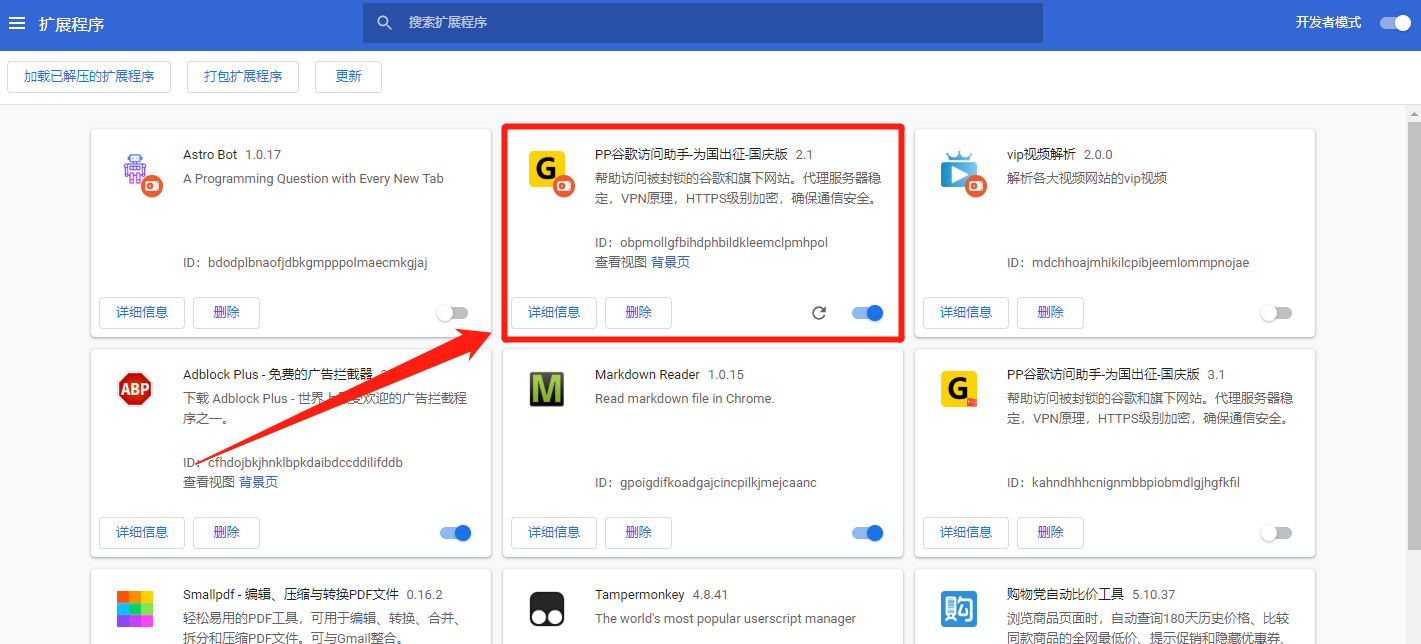 扩展程序
搜索扩展程序
开发者模式
加载已解压的扩展程序
打包扩展程序
更新
Astro Bot 1.0.17
A Programming Question with Every New Tab
ID：bdodplbnaofjdbkgmpppolmaecmkgjaj
详细信息
删除
G
PP谷歌访问助手-为国出征-国庆版 2.1
帮助访问被封锁的谷歌和旗下网站。代理服务器稳
定，VPN原理，HTTPS级别加密，确保通信安全。
ID：obpmollgfbihdphbildkleemclpmhpol
查看视图 背景页
详细信息
删除
vip视频解析 2.0.0
解析各大视频网站的vip视频
ID：mdchhoajmhikilcpibjeemlommpnojae
详细信息
删除
ABP
Adblock Plus - 免费的广告拦截器
下载 Adblock Plus - 世界上 受欢迎的广告拦截程
序之一。
ID：cfhdojbkjhnklbpkdaibdccddilifddb
查看视图 背景页
详细信息
删除
M
Markdown Reader 1.0.15
Read markdown file in Chrome.
ID：gpoigdifkoadgajcincpilkjmejcaanc
详细信息
删除
G
PP谷歌访问助手-为国出征-国庆版 3.1
帮助访问被封锁的谷歌和旗下网站。代理服务器稳
定，VPN原理，HTTPS级别加密，确保通信安全。
ID：kahndhhhcnignmbbpiobmdlgjhgfkfil
详细信息
删除
Smallpdf - 编辑、压缩与转换PDF文件 0.16.2
轻松易用的PDF工具，可用于编辑、转换、合并、
拆分和压缩PDF文件。可与Gmail整合。
Tampermonkey 4.8.41
The world's most popular userscript manager
购
购物党自动比价工具 5.10.37
浏览商品页面时，自动查询180天历史价格、比较
同款商品的全网最低价、提示促销和隐藏优惠券、